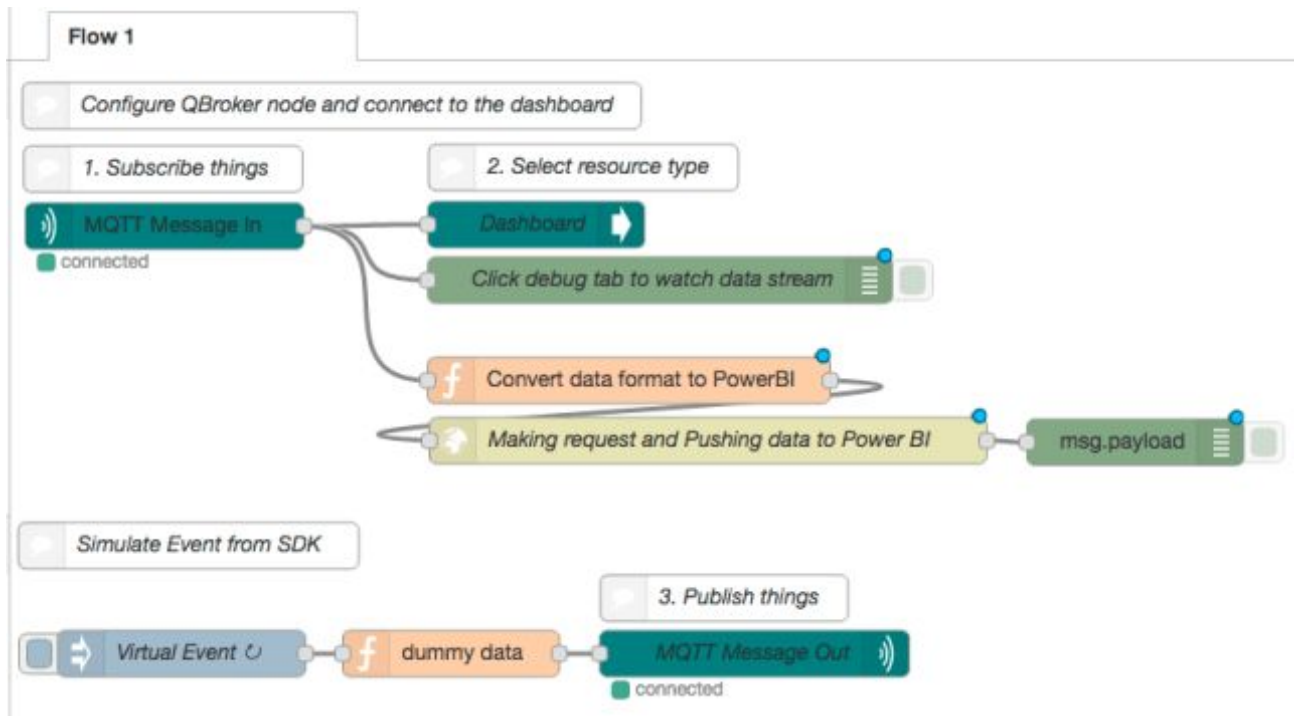 Flow 1
Configure QBroker node and connect to the dashboard
1. Subscribe things
2. Select resource type
MQTT Message In
Dashboard
connected
Click debug tab to watch data stream
Convert data format to PowerBI
Making request and Pushing data to Power BI
msg.payload
Simulate Event from SDK
3. Publish things
Virtual Event ↻
dummy data
MQTT Message Out
connected